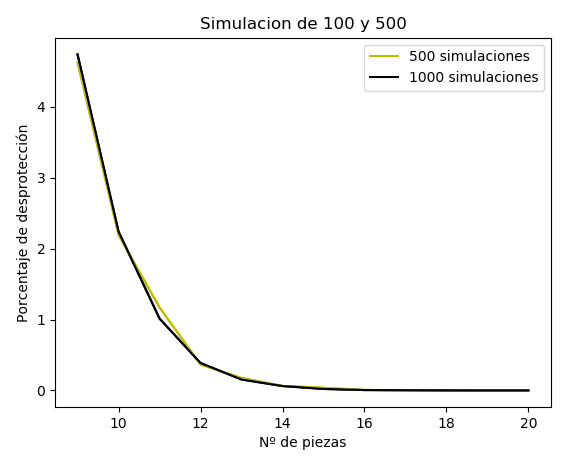 Simulacion de 100 y 500
500 simulaciones
1000 simulaciones
Porcentaje de desprotección
4
3
2
1
0
10 12 14 16 18 20
Nº de piezas